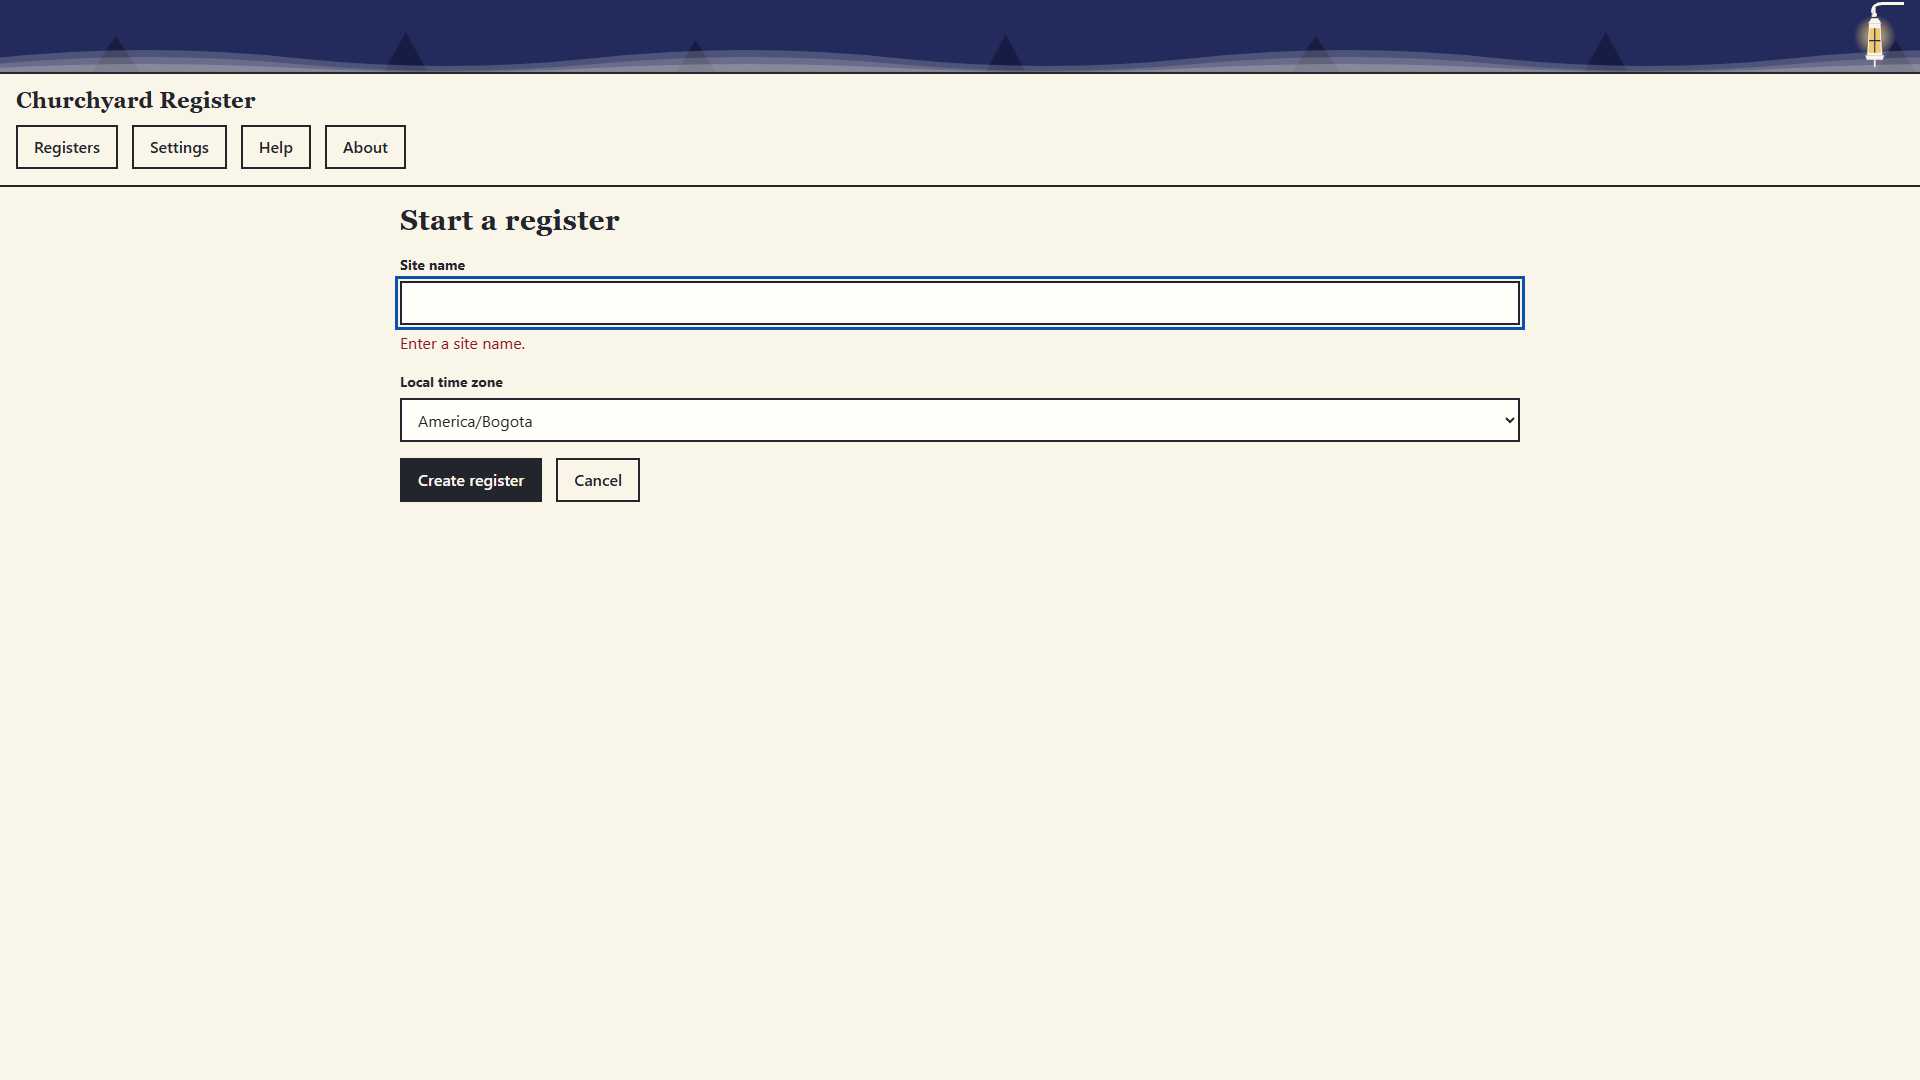 Churchyard Register
Registers Settings Help About
Start a register
Site name
Enter a site name.
Local time zone
America/Bogota
Create register Cancel